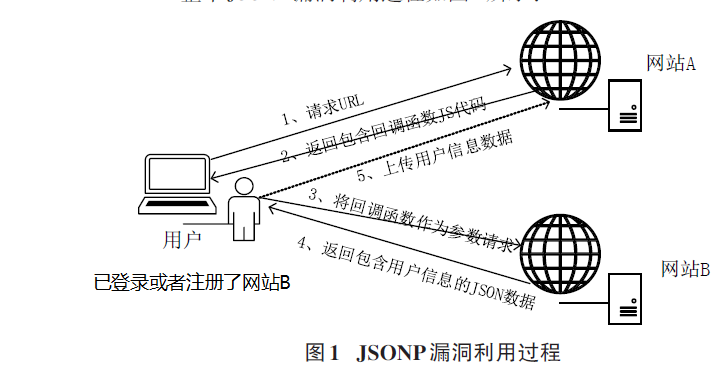 网站A
1、请求URL
2、返回包含回调函数JS代码
5、上传用户信息数据
3、将回调函数作为参数请求
用户
4、返回包含用户信息的JSON数据
网站B
已登录或者注册了网站B
图1 JSONP漏洞利用过程